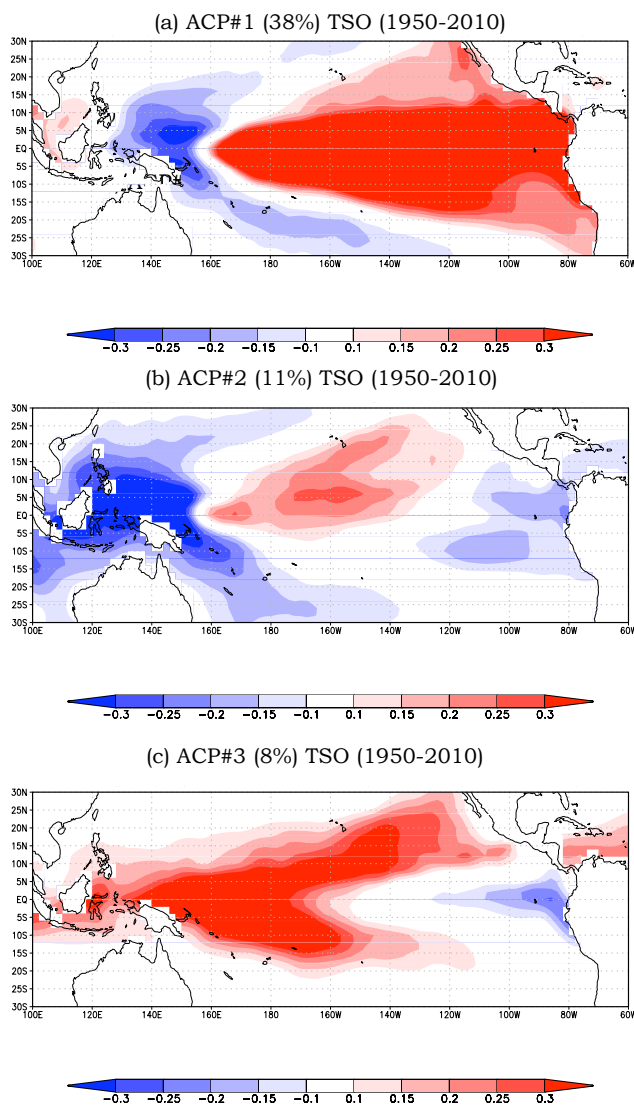 (a) ACP#1 (38%) TSO (1950-2010)
30N
25N
20N
15N
10N
5N
EQ
5S
10S
15S
20S
25S
30S
100E 120E 140E 160E 180 160W 140W 120W 100W 80W 60W
-0.3 -0.25 -0.2 -0.15 -0.1 0.1 0.15 0.2 0.25 0.3
(b) ACP#2 (11%) TSO (1950-2010)
30N
25N
20N
15N
10N
5N
EQ
5S
10S
15S
20S
25S
30S
100E 120E 140E 160E 180 160W 140W 120W 100W 80W 60W
-0.3 -0.25 -0.2 -0.15 -0.1 0.1 0.15 0.2 0.25 0.3
(c) ACP#3 (8%) TSO (1950-2010)
30N
25N
20N
15N
10N
5N
EQ
5S
10S
15S
20S
25S
30S
100E 120E 140E 160E 180 160W 140W 120W 100W 80W 60W
-0.3 -0.25 -0.2 -0.15 -0.1 0.1 0.15 0.2 0.25 0.3